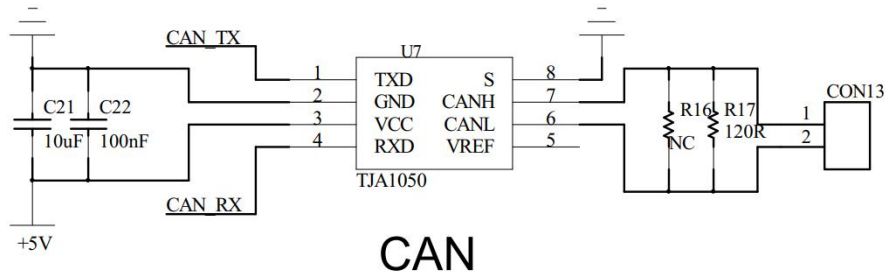 CAN_TX
U7
1 TXD S 8
2 GND CANH 7
3 VCC CANL 6
4 RXD VREF 5
TJA1050
C21
10uF
C22
100nF
R16
NC
R17
120R
CON13
1
2
CAN_RX
+5V
CAN